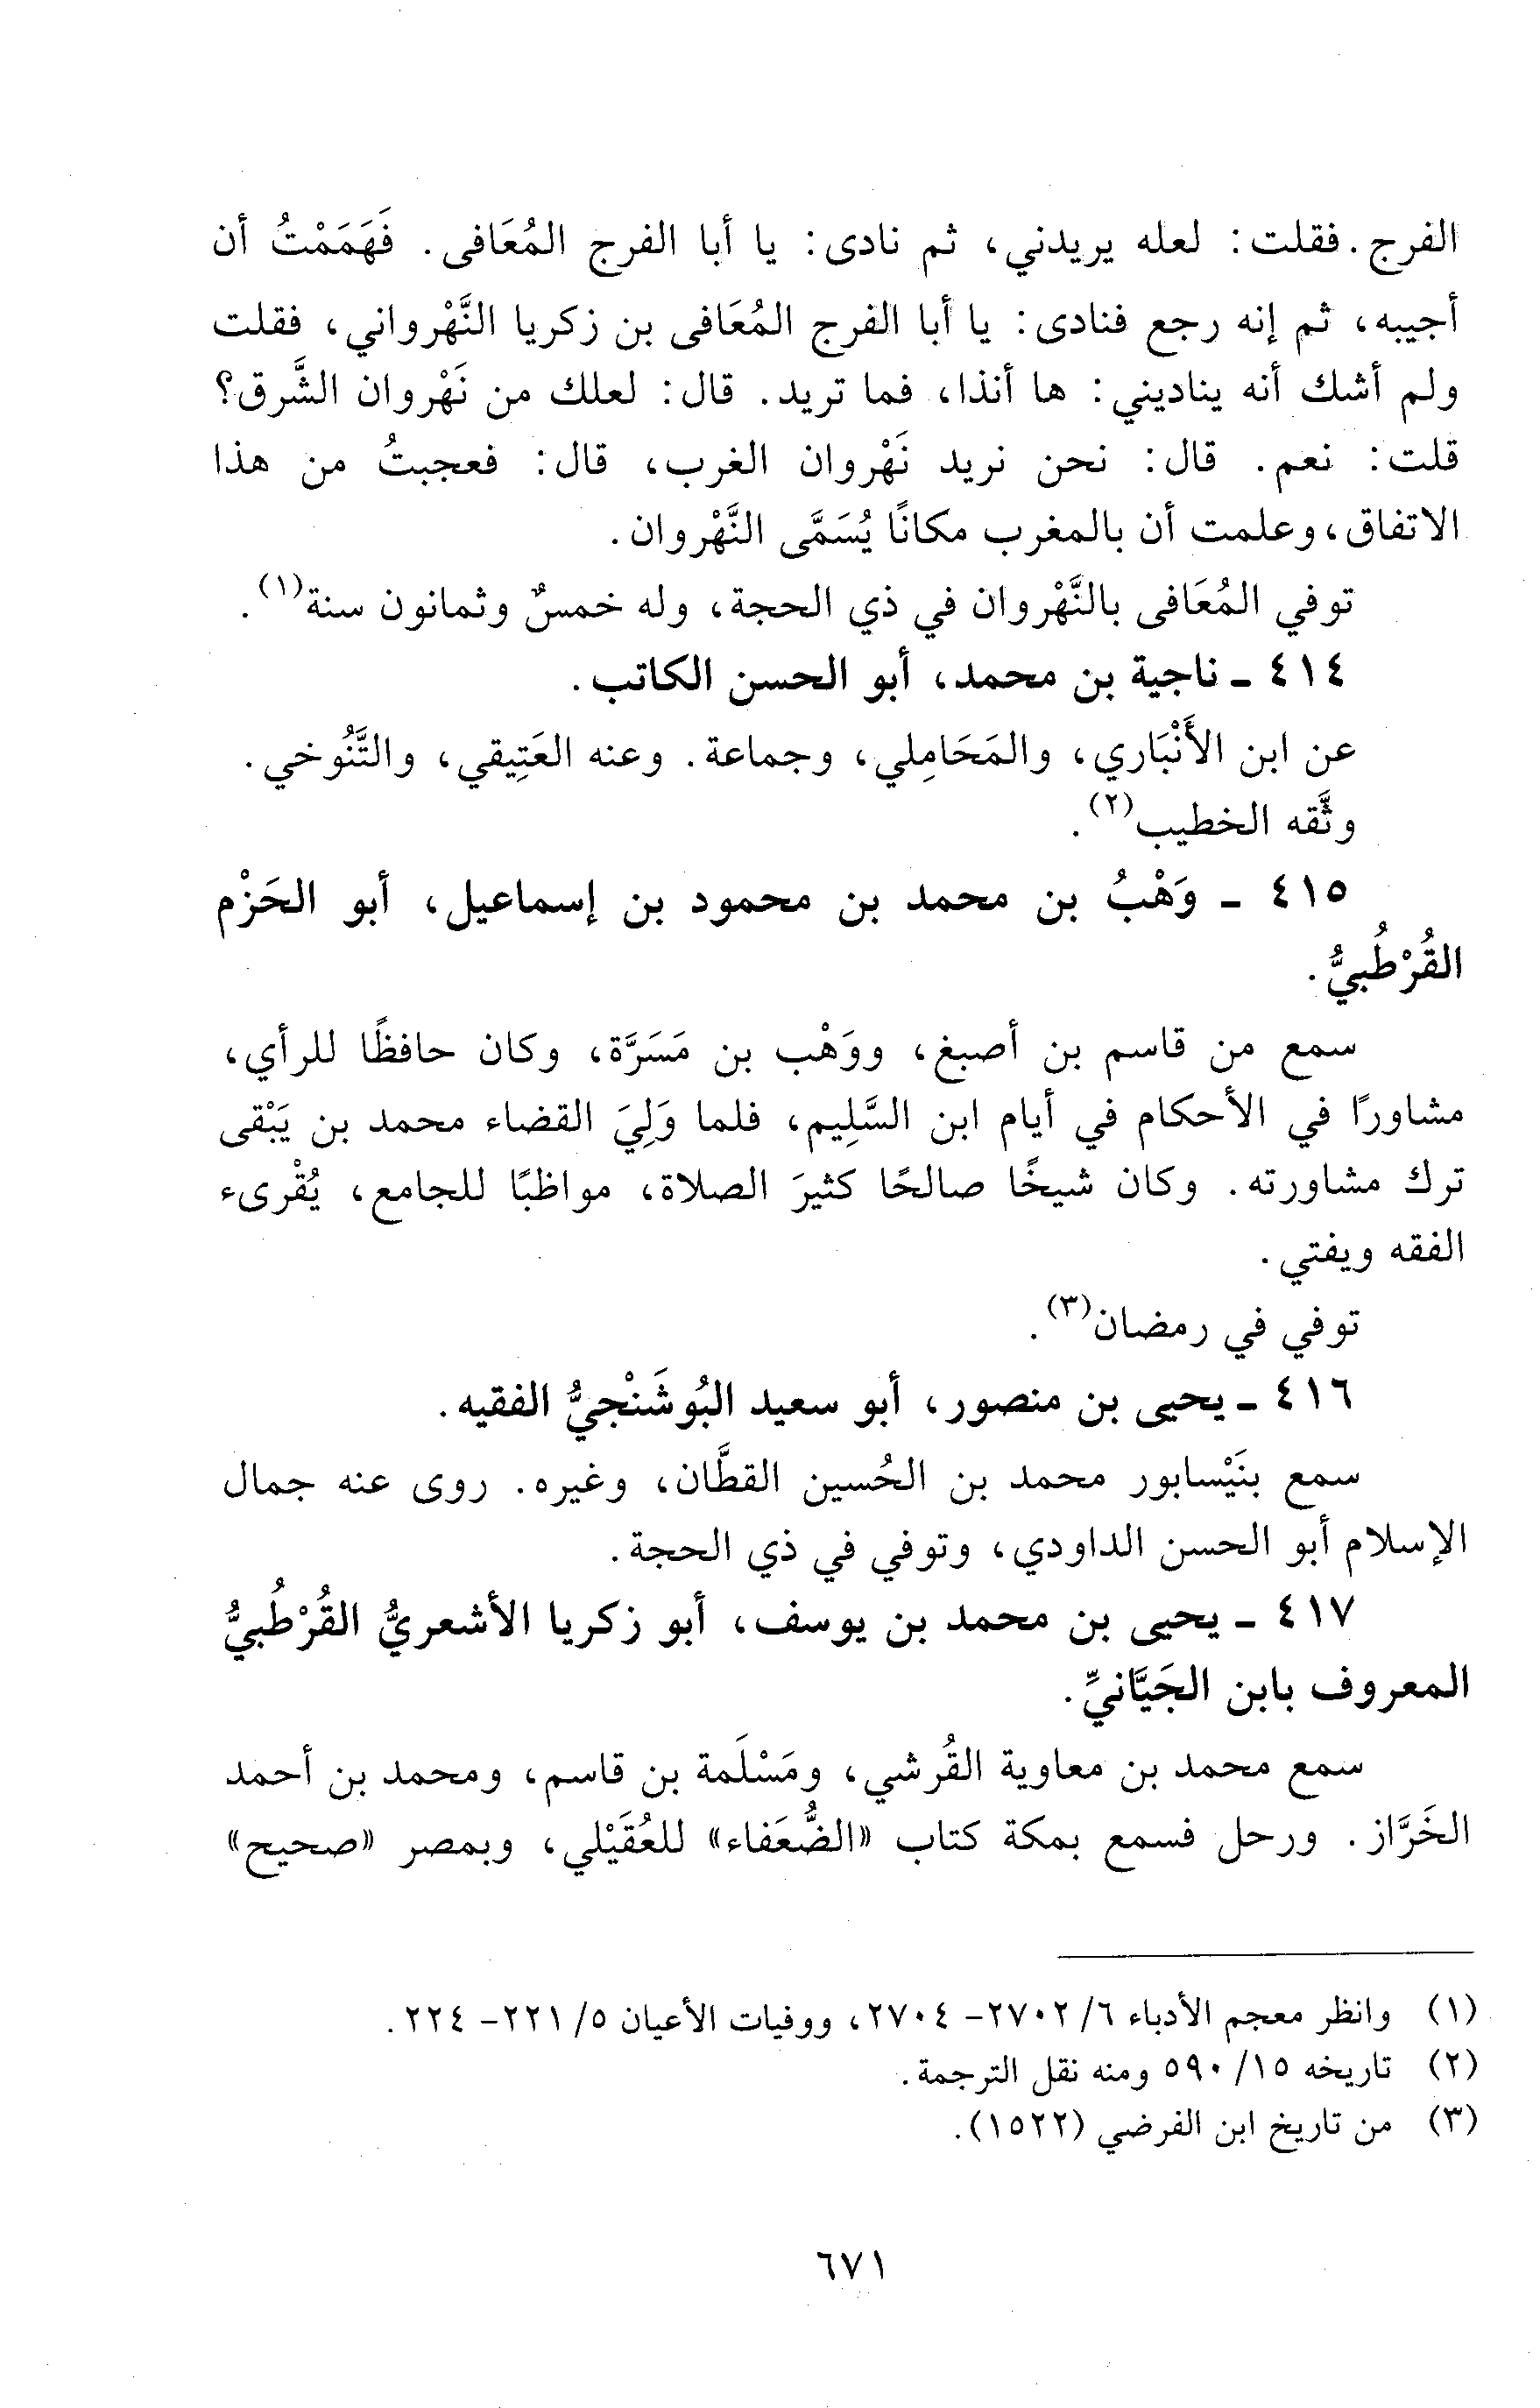 الفرج. فقلت: لعله يريدني، ثم نادى: يا أبا الفرج المُعَافى. فَهَمَمْتُ أن
أجيبه، ثم إنه رجع فنادى: يا أبا الفرج المُعَافى بن زكريا النَّهْرواني، فقلت
ولم أشك أنه يناديني: ها أنذا، فما تريد. قال: لعلك من نَهْروان الشَّرق؟
قلت: نعم. قال: نحن نريد نَهْروان الغرب، قال: فعجبتُ من هذا
الاتفاق، وعلمت أن بالمغرب مكانًا يُسَمَّى النَّهْروان.
توفي المُعَافى بالنَّهْروان في ذي الحجة، وله خمسٌ وثمانون سنة(١).
٤١٤ - ناجية بن محمد، أبو الحسن الكاتب.
عن ابن الأَنْبَاري، والمَحَامِلي، وجماعة. وعنه العَتِيقي، والتَّنُوخي.
وثَّقه الخطيب(٢).
٤١٥ - وَهْبُ بن محمد بن محمود بن إسماعيل، أبو الحَزْم
القُرْطُبيُّ.
سمع من قاسم بن أصبغ، ووَهْب بن مَسَرَّة، وكان حافظًا للرأي،
مشاورًا في الأحكام في أيام ابن السَّلِيم، فلما وَلِيَ القضاء محمد بن يَبْقى
ترك مشاورته. وكان شيخًا صالحًا كثيرَ الصلاة، مواظبًا للجامع، يُقْرىء
الفقه ويفتي.
توفي في رمضان(٣).
٤١٦ - يحيى بن منصور، أبو سعيد البُوشَنْجيُّ الفقيه.
سمع بنَيْسابور محمد بن الحُسين القطَّان، وغيره. روى عنه جمال
الإسلام أبو الحسن الداودي، وتوفي في ذي الحجة.
٤١٧ - يحيى بن محمد بن يوسف، أبو زكريا الأشعريُّ القُرْطُبيُّ
المعروف بابن الجَيَّانيِّ.
سمع محمد بن معاوية القُرشي، ومَسْلَمة بن قاسم، ومحمد بن أحمد
الخَرَّاز. ورحل فسمع بمكة كتاب «الضُّعَفاء» للعُقَيْلي، وبمصر «صحيح»
(١) وانظر معجم الأدباء ٦/ ٢٧٠٢- ٢٧٠٤، ووفيات الأعيان ٥/ ٢٢١- ٢٢٤.
(٢) تاريخه ١٥/ ٥٩٠ ومنه نقل الترجمة.
(٣) من تاريخ ابن الفرضي (١٥٢٢).
٦٧١